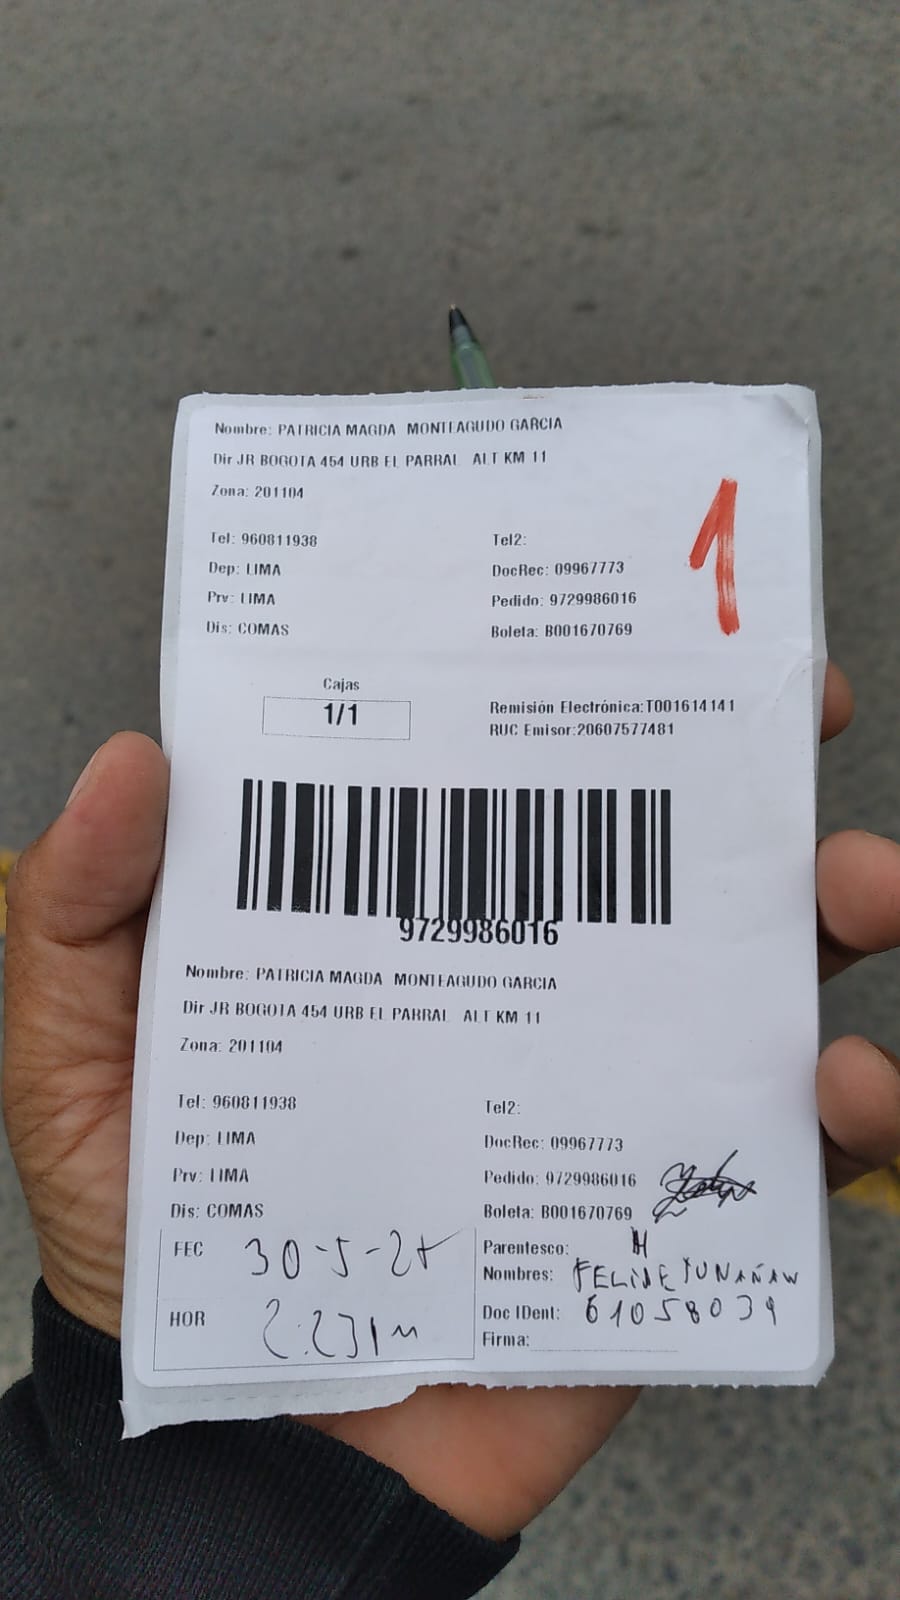 Nombre: PATRICIA MAGDA MONTEAGUDO GARCIA
Dir JR BOGOTA 454 URB EL PARRAL ALT KM 11
Zona: 201104
Tel: 960811938 Tel2:
Dep: LIMA DocRec: 09967773
Prv: LIMA Pedido: 9729986016
Dis: COMAS Boleta: B001670769
1
Cajas
1/1
Remisión Electrónica:T001614141
RUC Emisor:20607577481
9729986016
Nombre: PATRICIA MAGDA MONTEAGUDO GARCIA
Dir JR BOGOTA 454 URB EL PARRAL ALT KM 11
Zona: 201104
Tel: 960811938 Tel2:
Dep: LIMA DocRec: 09967773
Prv: LIMA Pedido: 9729986016
Dis: COMAS Boleta: B001670769
FEC 30-5-
HOR
Parentesco: H
Nombres: FELIPE
Doc IDent: 61058039
Firma: